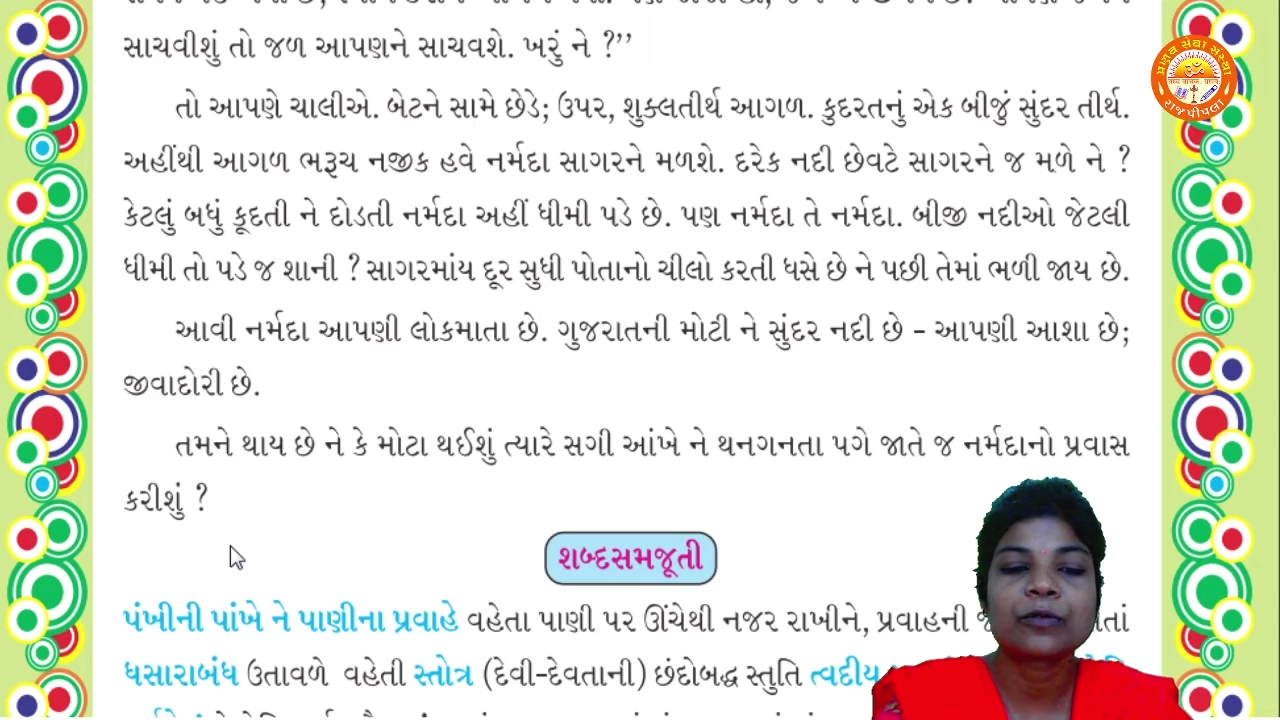 સાચવીશું તો જળ આપણને સાચવશે. ખરું ને ?’’
તો આપણે ચાલીએ. બેટને સામે છેડે; ઉપર, શુક્લતીર્થ આગળ. કુદરતનું એક બીજું સુંદર તીર્થ.
અહીંથી આગળ ભરૂચ નજીક હવે નર્મદા સાગરને મળશે. દરેક નદી છેવટે સાગરને જ મળે ને ?
કેટલું બધું કૂદતી ને દોડતી નર્મદા અહીં ધીમી પડે છે. પણ નર્મદા તે નર્મદા. બીજી નદીઓ જેટલી
ધીમી તો પડે જ શાની ? સાગરમાંય દૂર સુધી પોતાનો ચીલો કરતી ધસે છે ને પછી તેમાં ભળી જાય છે.
આવી નર્મદા આપણી લોકમાતા છે. ગુજરાતની મોટી ને સુંદર નદી છે - આપણી આશા છે;
જીવાદોરી છે.
તમને થાય છે ને કે મોટા થઈશું ત્યારે સગી આંખે ને થનગનતા પગે જાતે જ નર્મદાનો પ્રવાસ
કરીશું ?
શબ્દસમજૂતી
પંખીની પાંખે ને પાણીના પ્રવાહે વહેતા પાણી પર ઊંચેથી નજર રાખીને, પ્રવાહની
ધસારાબંધ ઉતાવળે વહેતી સ્તોત્ર (દેવી-દેવતાની) છંદોબદ્ધ સ્તુતિ ત્વદીય
પ્રણવ સેવા સંસ્થા
રાજપીપલા